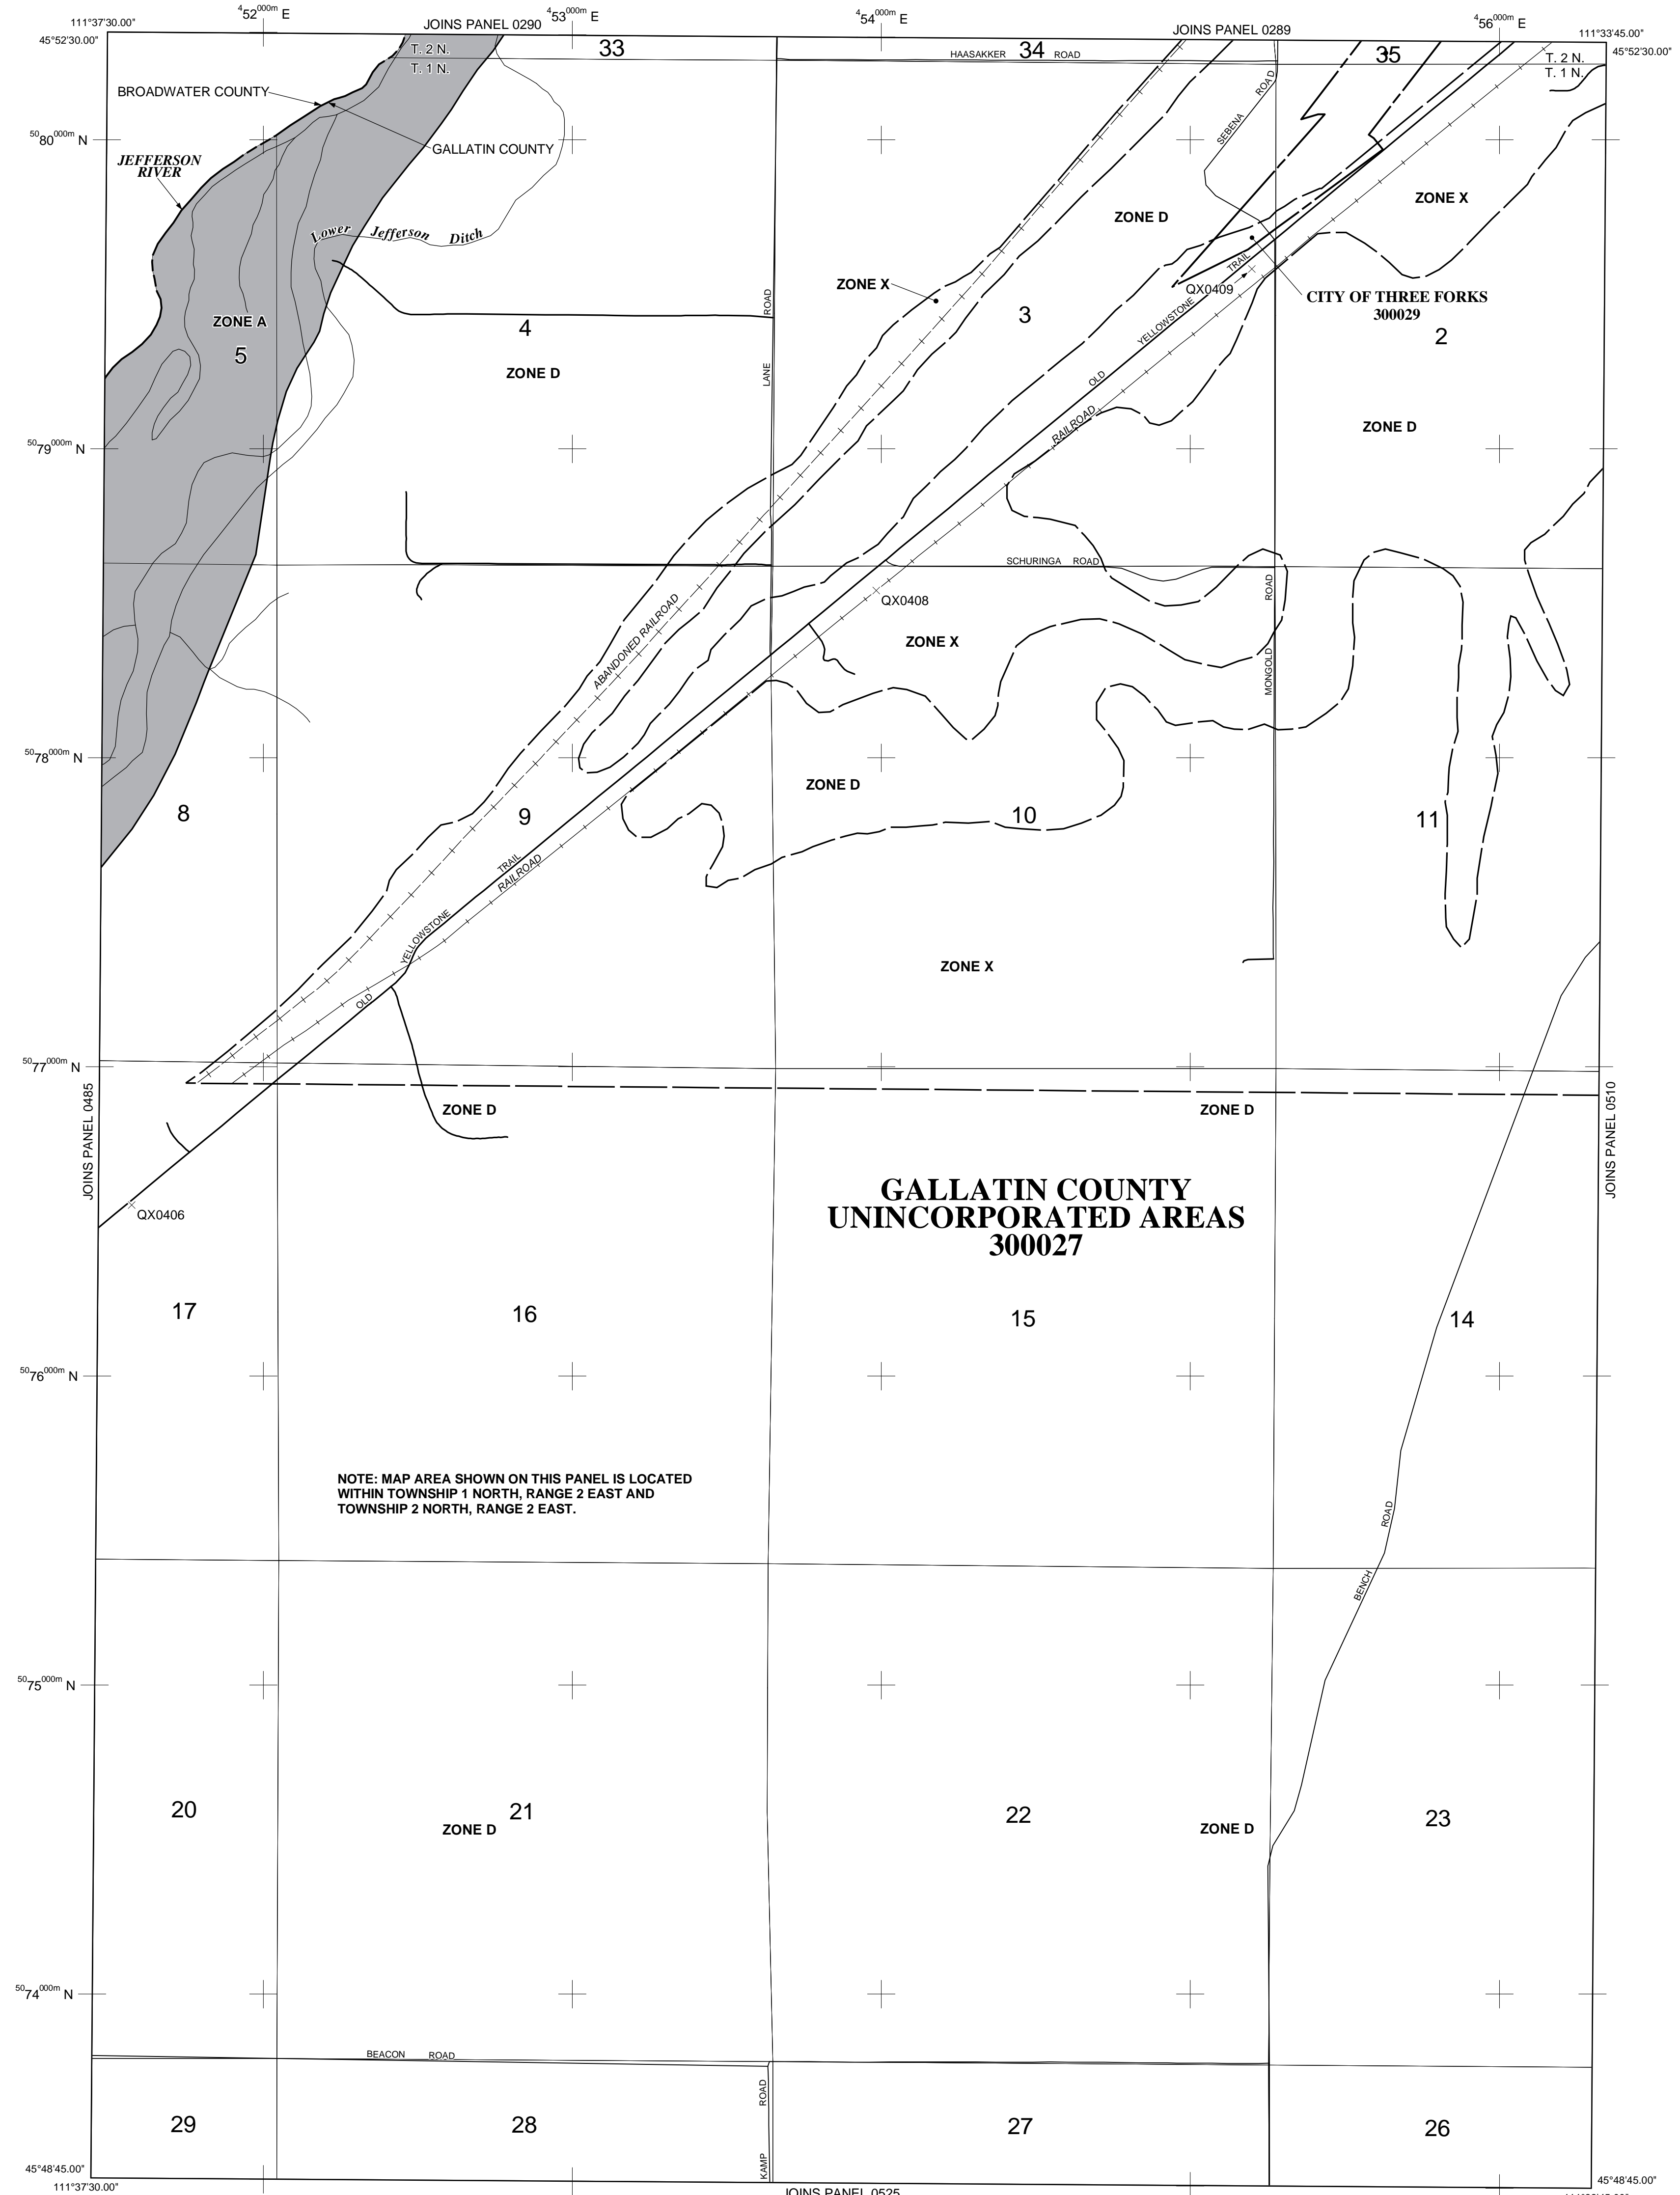 111°37'30.00"
452000m E
453000m E
454000m E
456000m E
111°33'45.00"
JOINS PANEL 0290
JOINS PANEL 0289
45°52'30.00"
45°52'30.00"
T. 2 N.
T. 1 N.
33
34
35
HAASAKKER ROAD
T. 2 N.
T. 1 N.
BROADWATER COUNTY
GALLATIN COUNTY
SEBENA ROAD
5080000m N
JEFFERSON
RIVER
Lower Jefferson Ditch
ZONE D
ZONE X
ZONE X
QX0409
CITY OF THREE FORKS
300029
ZONE A
5
4
3
2
ZONE D
LANE ROAD
OLD YELLOWSTONE TRAIL
RAILROAD
ZONE D
5079000m N
SCHURINGA ROAD
QX0408
ABANDONED RAILROAD
ZONE X
MONGOLD ROAD
5078000m N
ZONE D
8
9
10
11
OLD YELLOWSTONE TRAIL
RAILROAD
ZONE X
5077000m N
JOINS PANEL 0485
JOINS PANEL 0510
ZONE D
ZONE D
GALLATIN COUNTY
UNINCORPORATED AREAS
300027
QX0406
17
16
15
14
5076000m N
NOTE: MAP AREA SHOWN ON THIS PANEL IS LOCATED
WITHIN TOWNSHIP 1 NORTH, RANGE 2 EAST AND
TOWNSHIP 2 NORTH, RANGE 2 EAST.
BENCH ROAD
5075000m N
20
21
22
23
ZONE D
ZONE D
5074000m N
BEACON ROAD
KAMP ROAD
29
28
27
26
45°48'45.00"
45°48'45.00"
111°37'30.00"
JOINS PANEL 0525